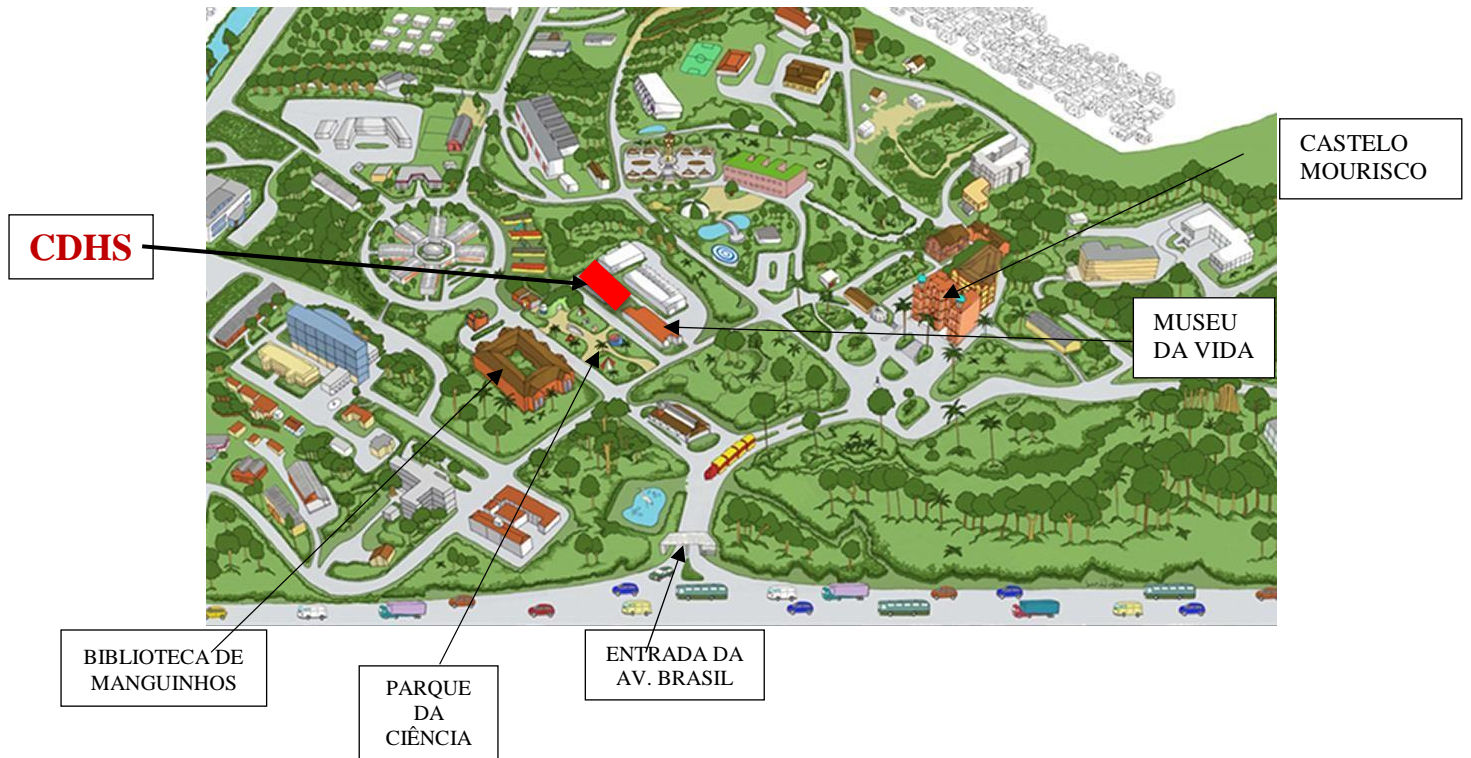 CASTELO
MOURISCO
CDHS
MUSEU
DA VIDA
BIBLIOTECA DE
MANGUINHOS
PARQUE
DA
CIÊNCIA
ENTRADA DA
AV. BRASIL